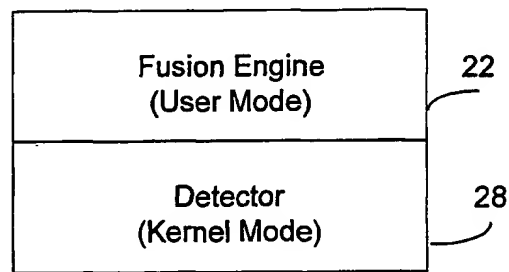 Fusion Engine
(User Mode)
22
Detector
(Kernel Mode)
28